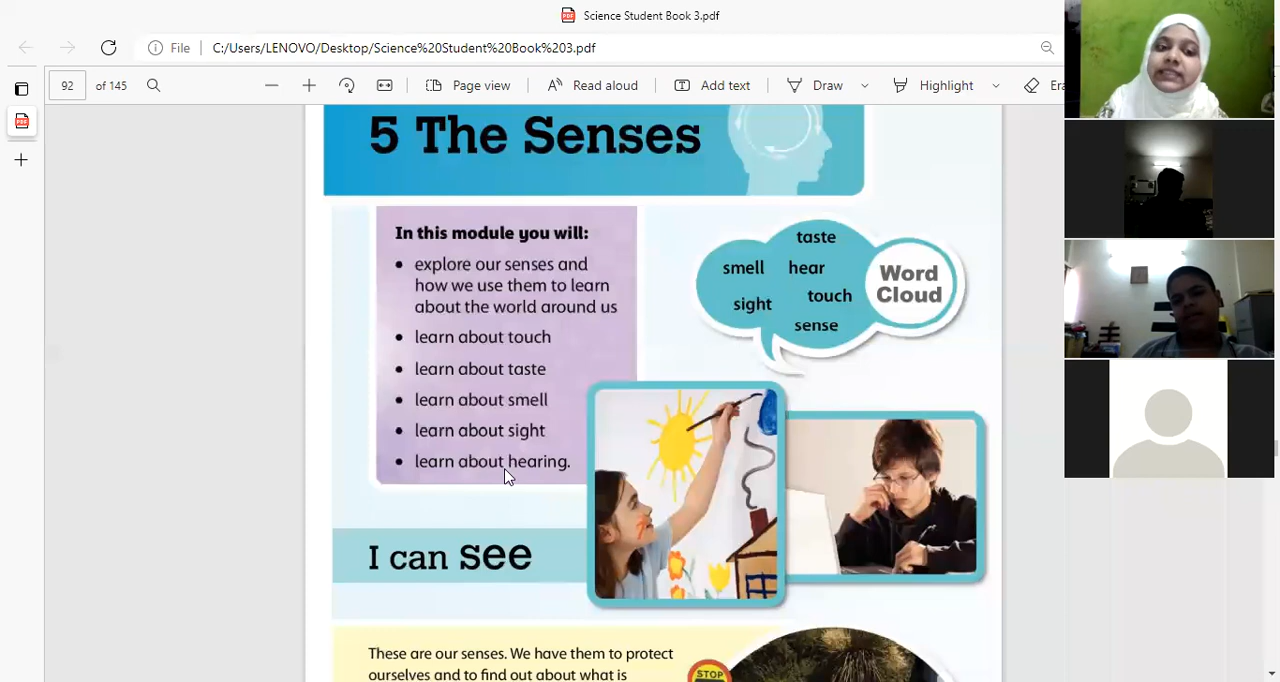 Science Student Book 3.pdf
File
C:/Users/LENOVO/Desktop/Science%20Student%20Book%203.pdf
92 of 145
Page view
Read aloud
Add text
Draw
Highlight
Era
5 The Senses
In this module you will:
• explore our senses and
how we use them to learn
about the world around us
• learn about touch
• learn about taste
• learn about smell
• learn about sight
• learn about hearing.
taste
smell hear
sight touch
sense
Word
Cloud
I can see
These are our senses. We have them to protect
ourselves and to find out about what is
STOP